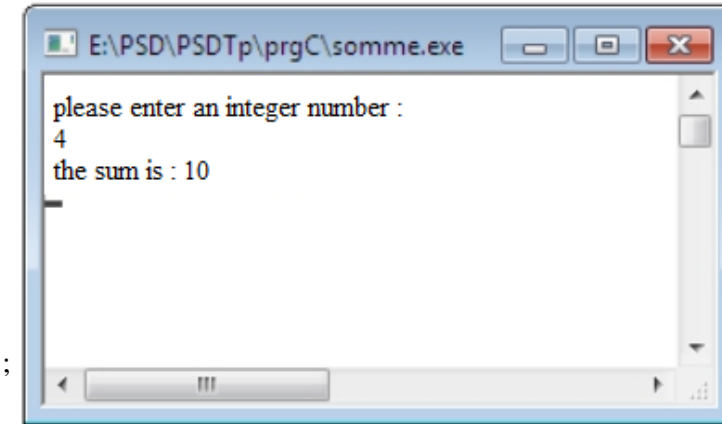 E:\PSD\PSDTp\prgC\somme.exe
please enter an integer number :
4
the sum is : 10
;